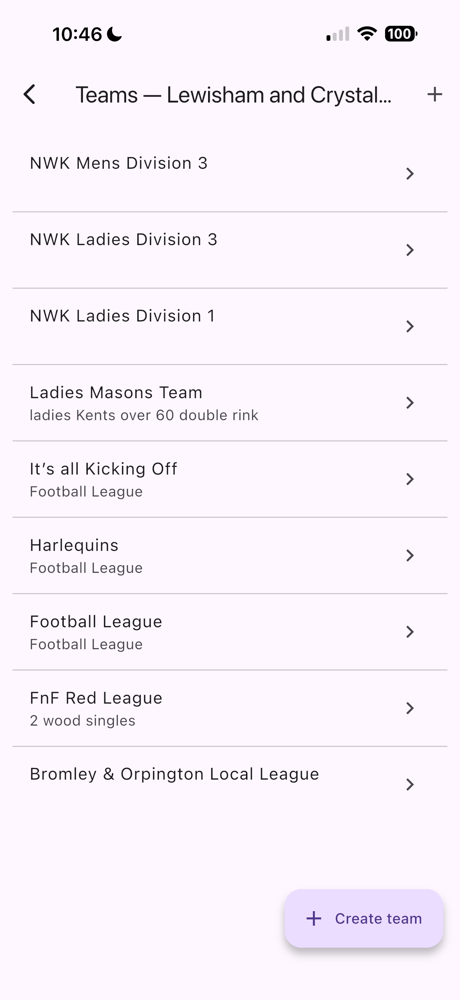 10:46
100
Teams — Lewisham and Crystal...
NWK Mens Division 3
NWK Ladies Division 3
NWK Ladies Division 1
Ladies Masons Team
ladies Kents over 60 double rink
It’s all Kicking Off
Football League
Harlequins
Football League
Football League
Football League
FnF Red League
2 wood singles
Bromley & Orpington Local League
Create team